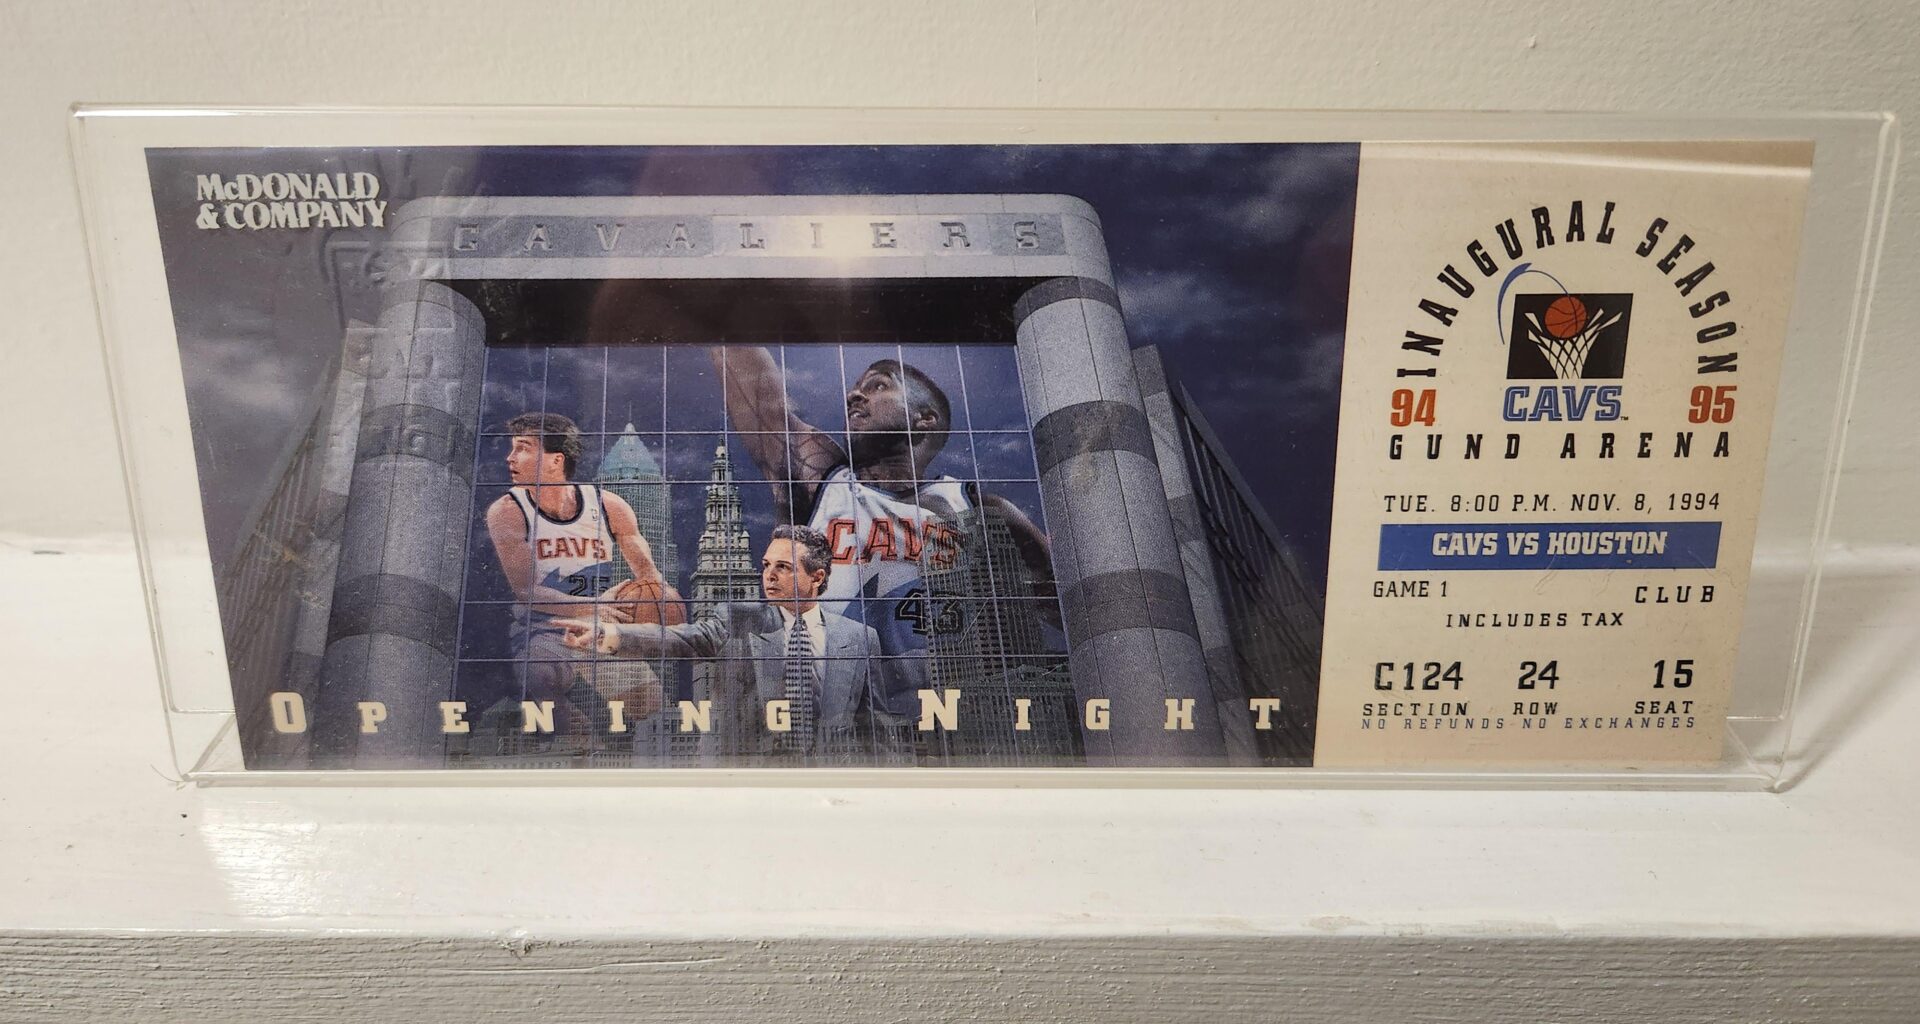 McDONALD
& COMPANY
CAVALIERS
CAVS
25
CAVS
43
OPENING NIGHT
INAUGURAL SEASON
CAVS™
94 95
GUND ARENA
TUE. 8:00 P.M. NOV. 8, 1994
CAVS VS HOUSTON
GAME 1
CLUB
INCLUDES TAX
C124 24 15
SECTION ROW SEAT
NO REFUNDS NO EXCHANGES